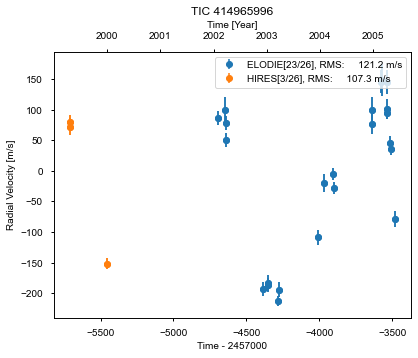 TIC 414965996
Time [Year]
2000 2001 2002 2003 2004 2005
ELODIE[23/26], RMS: 121.2 m/s
HIRES[3/26], RMS: 107.3 m/s
Radial Velocity [m/s]
150
100
50
0
−50
−100
−150
−200
−5500 −5000 −4500 −4000 −3500
Time - 2457000